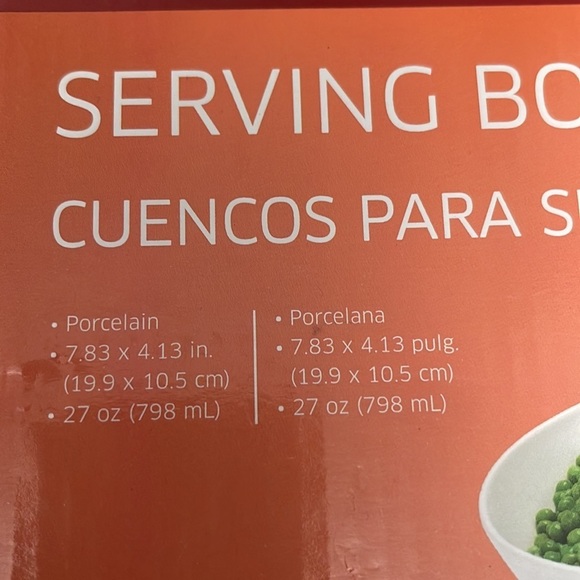 SERVING BO
CUENCOS PARA S
• Porcelain
• 7.83 x 4.13 in.
(19.9 x 10.5 cm)
• 27 oz (798 mL)
• Porcelana
• 7.83 x 4.13 pulg.
(19.9 x 10.5 cm)
• 27 oz (798 mL)